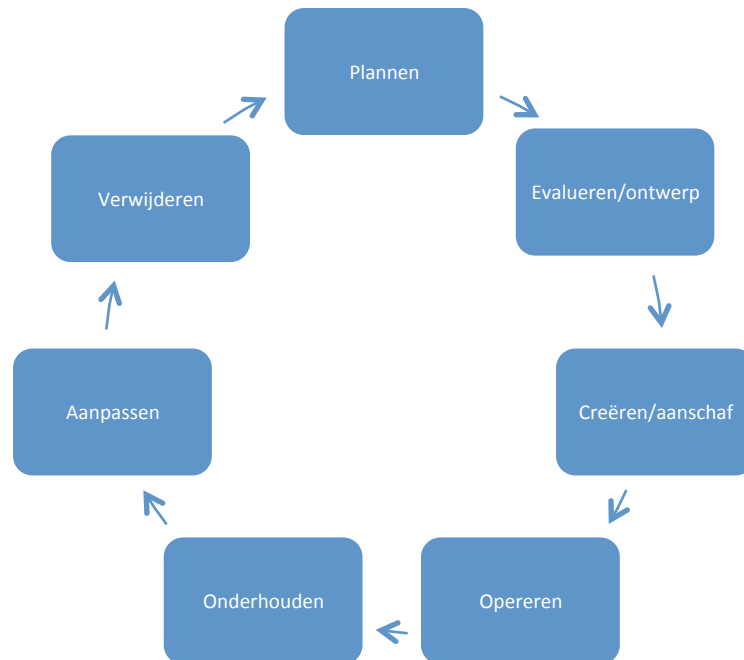 Plannen
Evalueren/ontwerp
Creëren/aanschaf
Opereren
Onderhouden
Aanpassen
Verwijderen